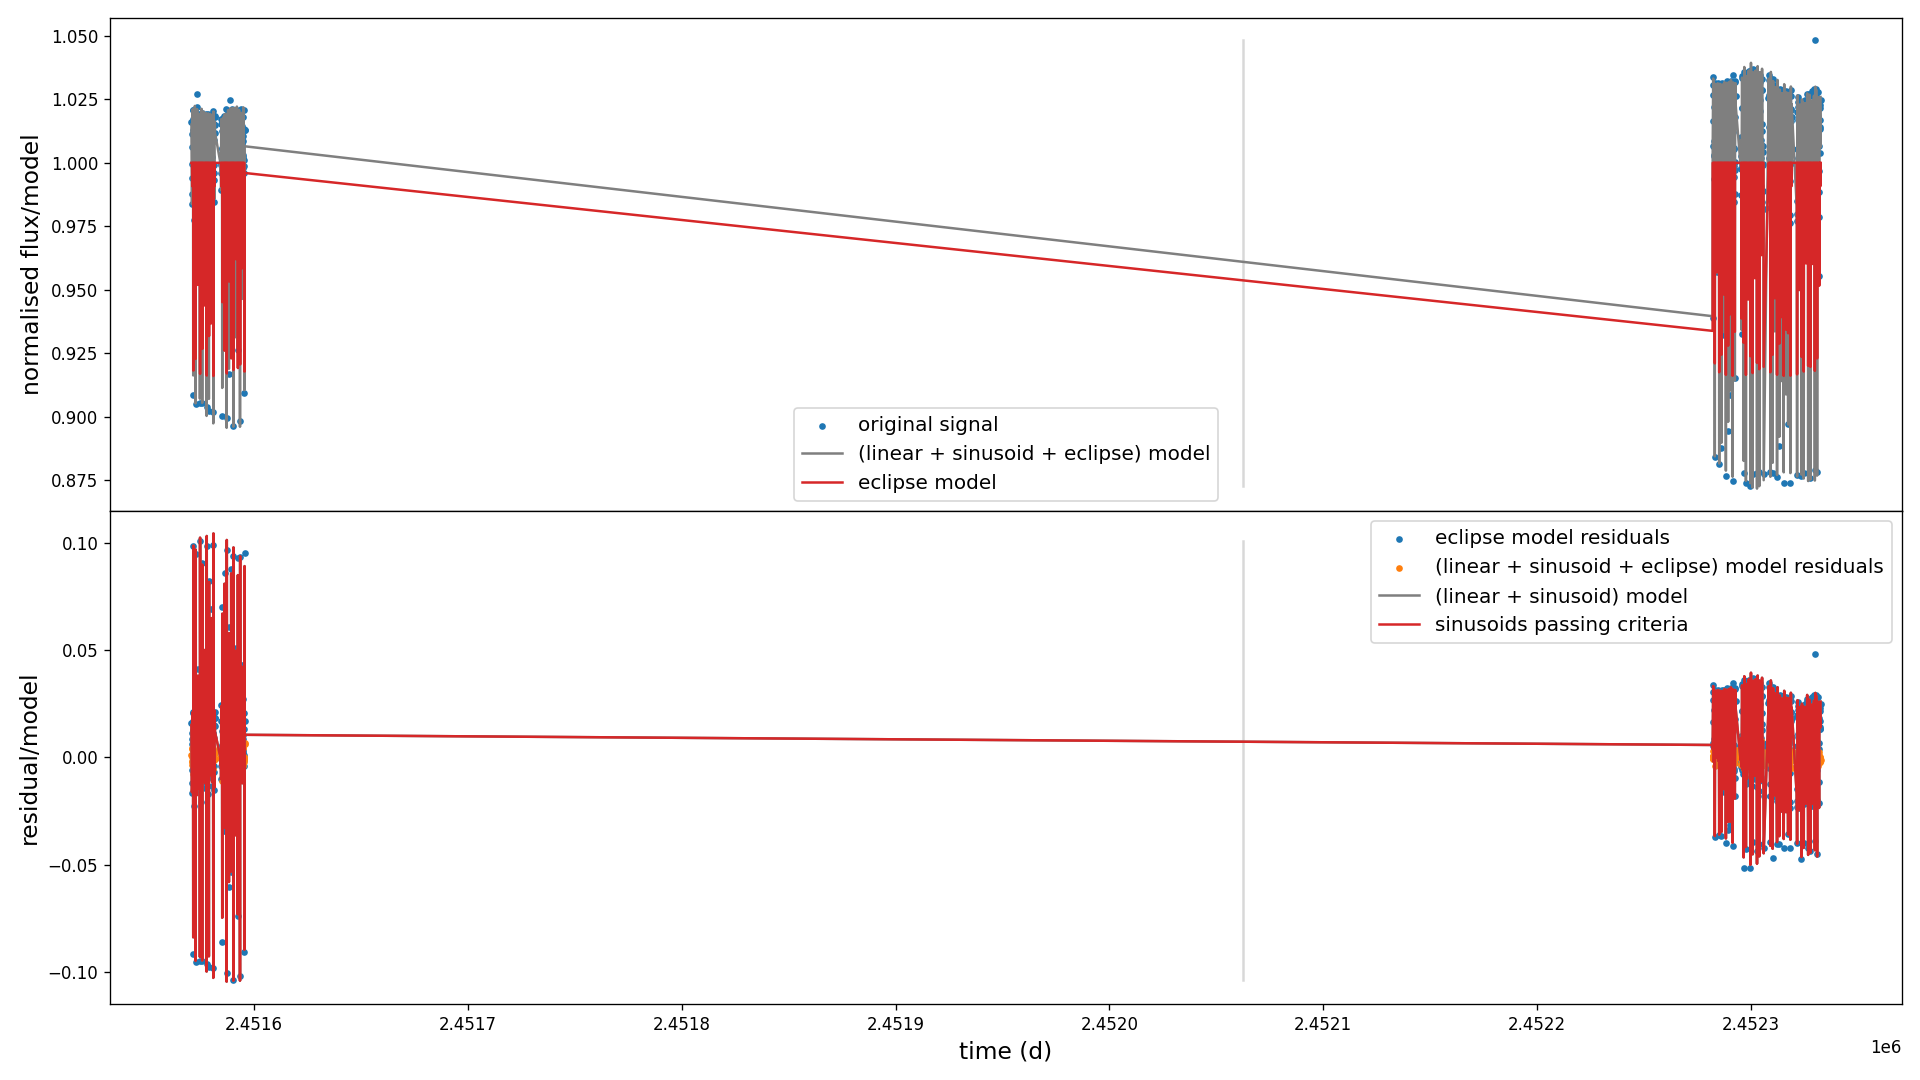 1.050
1.025
1.000
0.975
0.950
0.925
0.900
0.875
normalised flux/model
original signal
(linear + sinusoid + eclipse) model
eclipse model
0.10
0.05
0.00
−0.05
−0.10
residual/model
eclipse model residuals
(linear + sinusoid + eclipse) model residuals
(linear + sinusoid) model
sinusoids passing criteria
2.4516 2.4517 2.4518 2.4519 2.4520 2.4521 2.4522 2.4523
1e6
time (d)